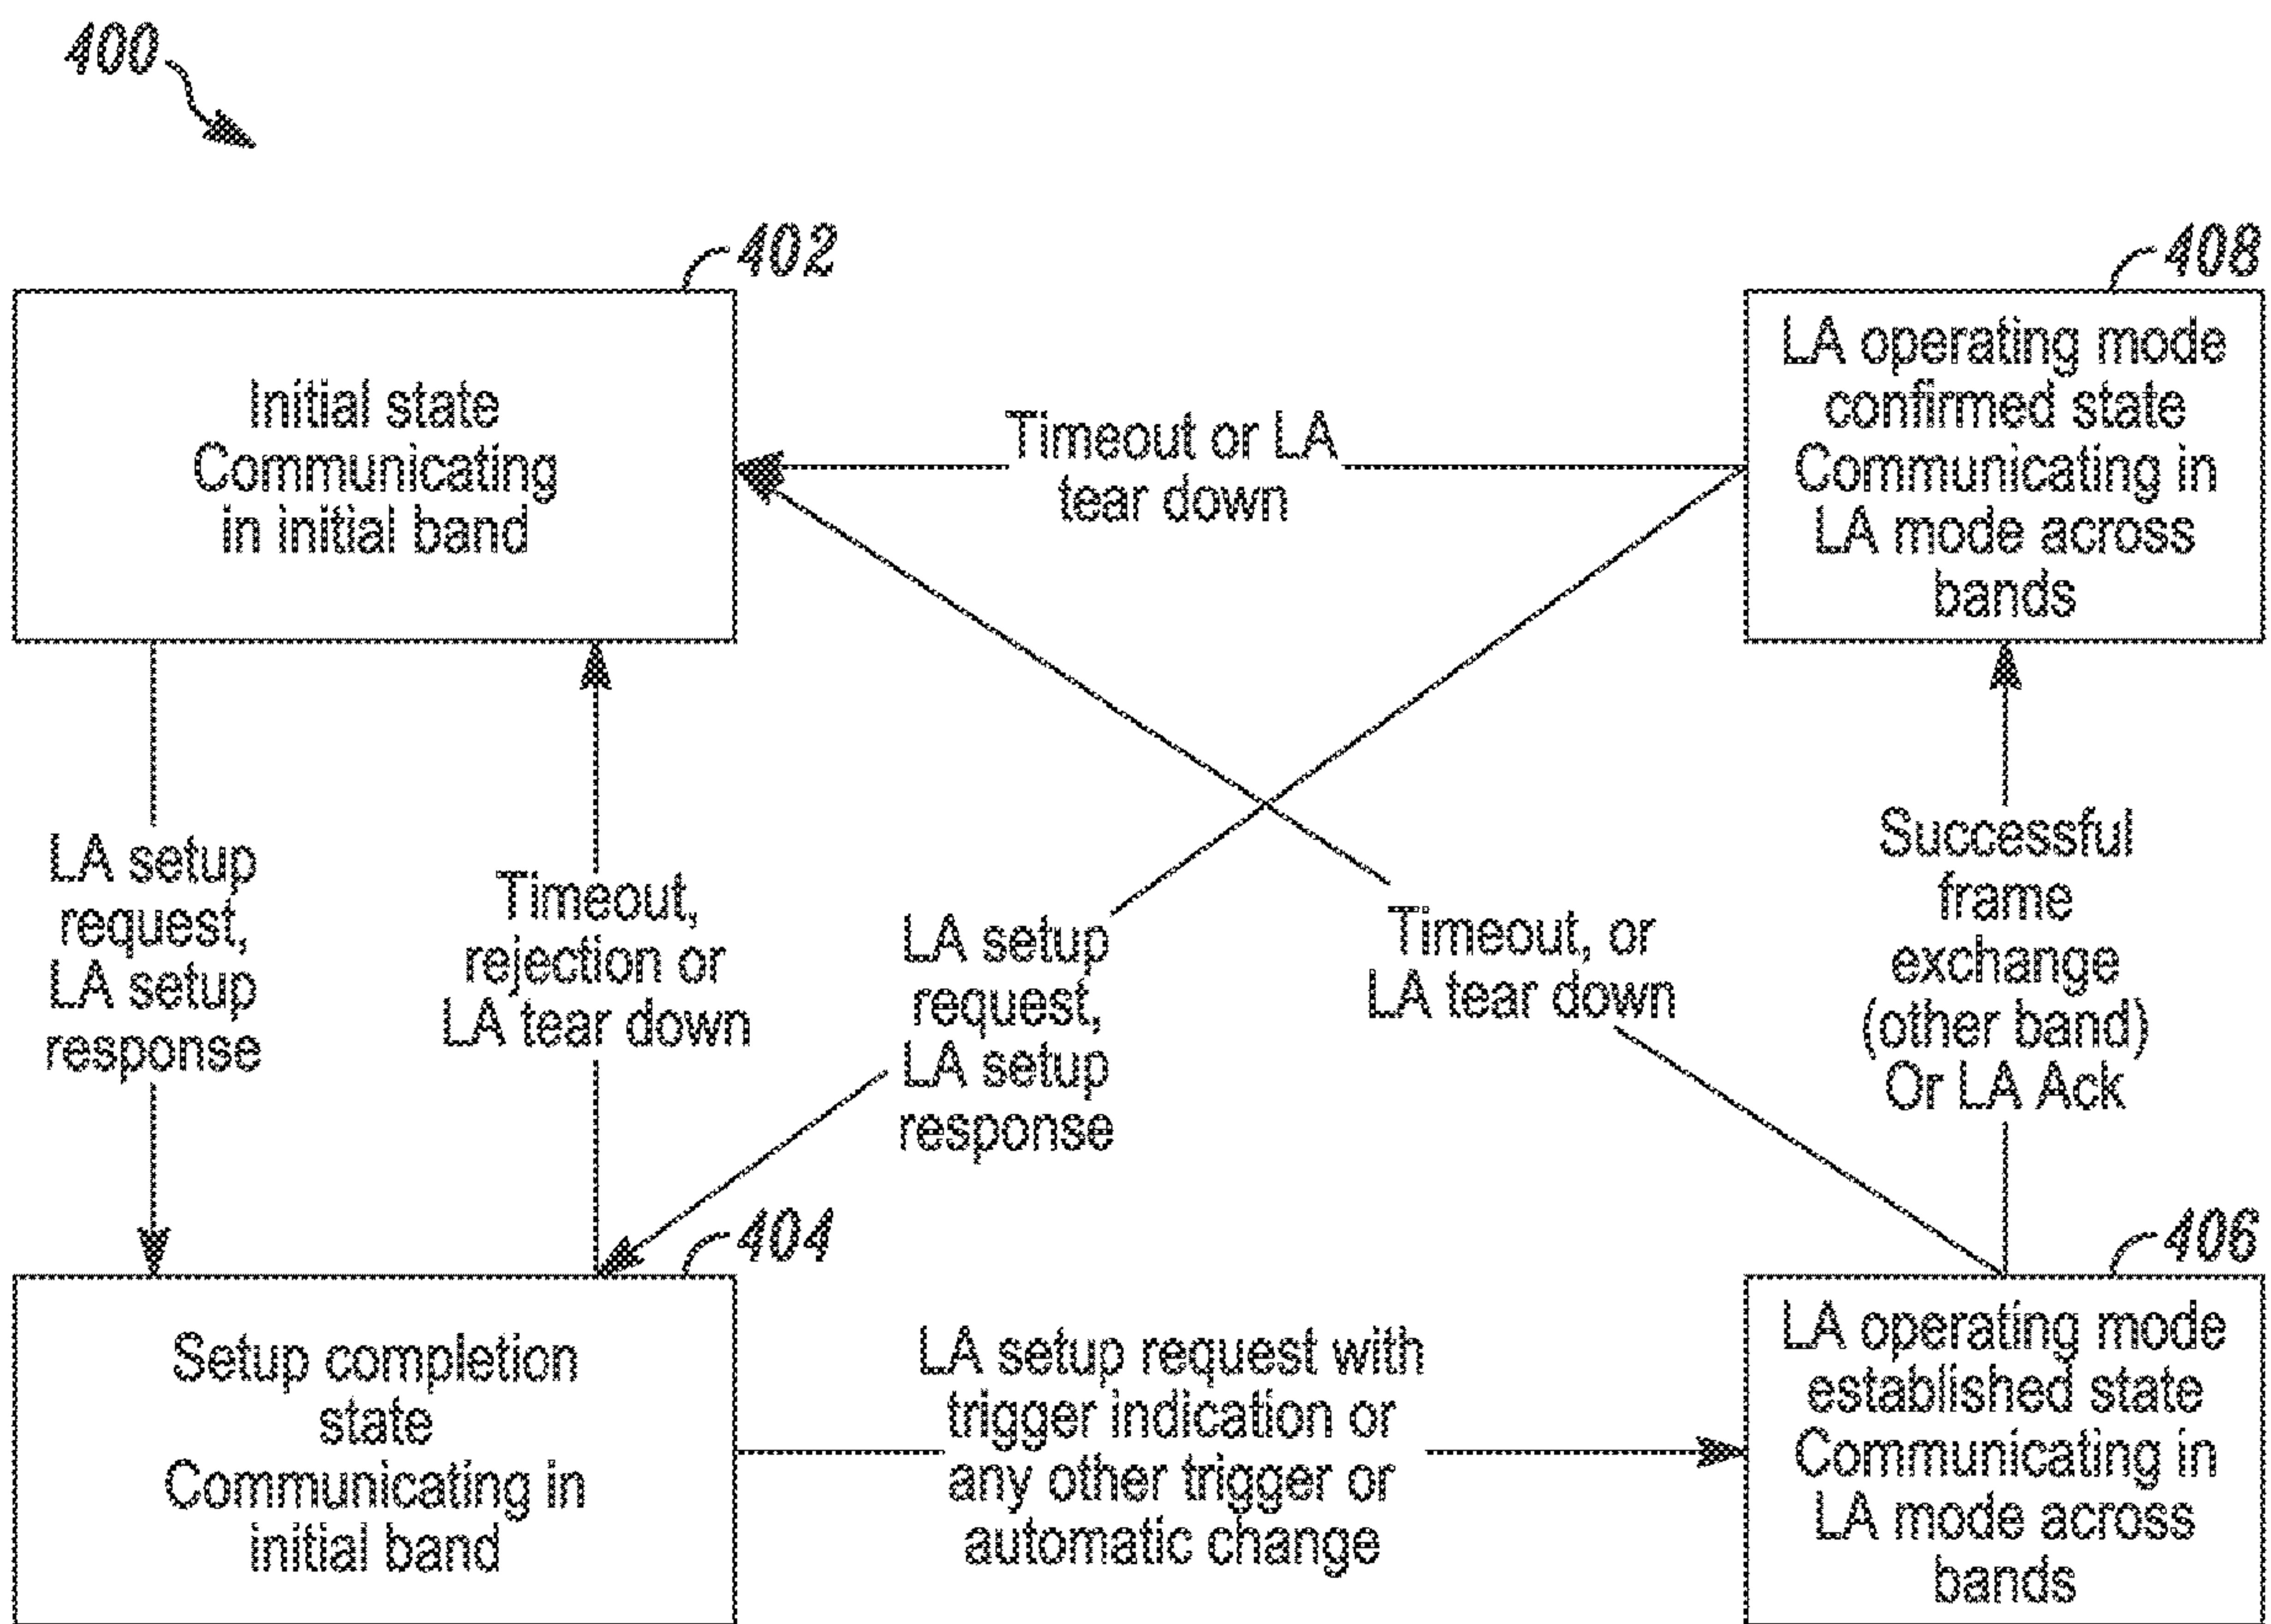 400
402
Initial state
Communicating
in initial band
408
LA operating mode
confirmed state
Communicating in
LA mode across
bands
Timeout or LA
tear down
LA setup
request,
LA setup
response
Timeout,
rejection or
LA tear down
LA setup
request,
LA setup
response
Timeout, or
LA tear down
Successful
frame
exchange
(other band)
Or LA Ack
404
Setup completion
state
Communicating in
initial band
LA setup request with
trigger indication or
any other trigger or
automatic change
406
LA operating mode
established state
Communicating in
LA mode across
bands